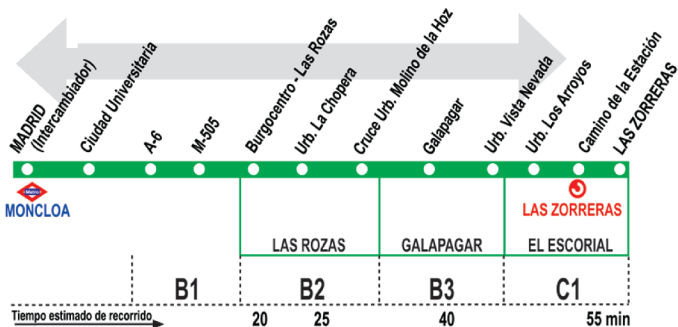 MADRID
(Intercambiador)
Ciudad Universitaria
A-6
M-505
Burgocentro - Las Rozas
Urb. La Chopera
Cruce Urb. Molino de la Hoz
Galapagar
Urb. Vista Nevada
Urb. Los Arroyos
Camino de la Estación
LAS ZORRERAS
Metro
MONCLOA
LAS ZORRERAS
LAS ROZAS
GALAPAGAR
EL ESCORIAL
B1
B2
B3
C1
Tiempo estimado de recorrido
20
25
40
55 min